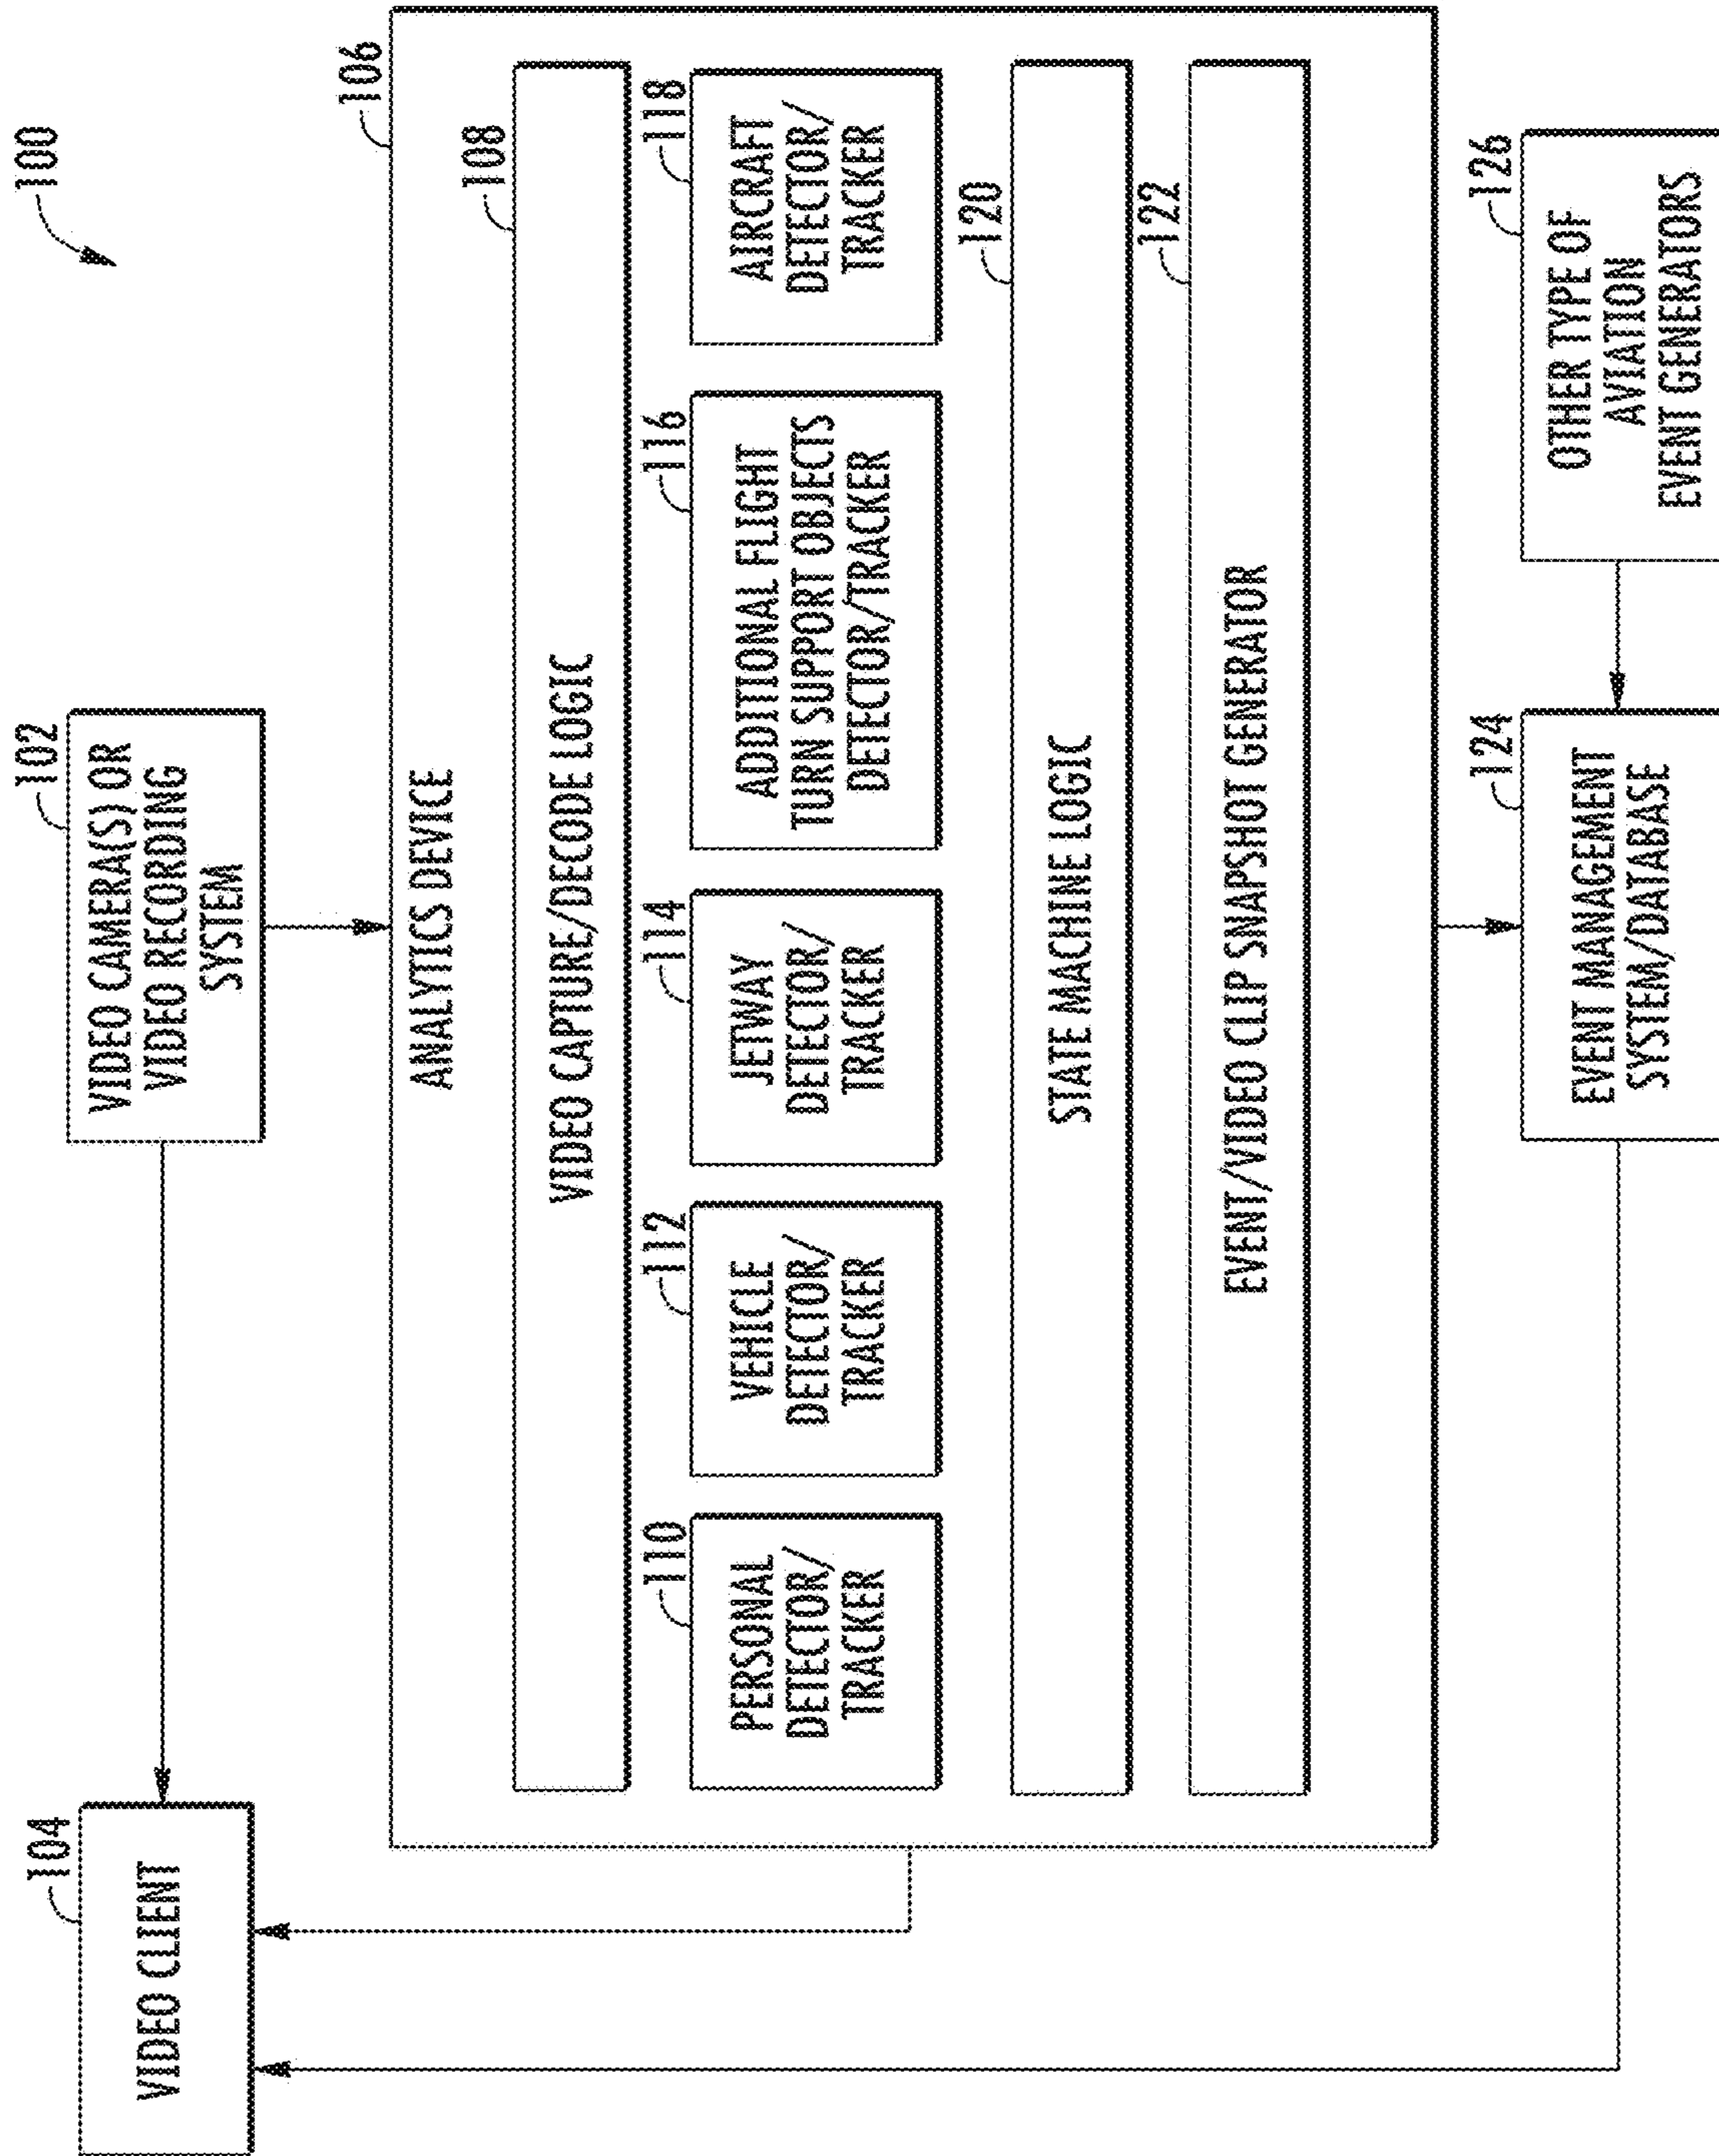 100
102
VIDEO CAMERA(S) OR
VIDEO RECORDING
SYSTEM
104
VIDEO CLIENT
106
ANALYTICS DEVICE
108
VIDEO CAPTURE/DECODE LOGIC
110
PERSONAL
DETECTOR/
TRACKER
112
VEHICLE
DETECTOR/
TRACKER
114
JETWAY
DETECTOR/
TRACKER
116
ADDITIONAL FLIGHT
TURN SUPPORT OBJECTS
DETECTOR/TRACKER
118
AIRCRAFT
DETECTOR/
TRACKER
120
STATE MACHINE LOGIC
122
EVENT/VIDEO CLIP SNAPSHOT GENERATOR
124
EVENT MANAGEMENT
SYSTEM/DATABASE
126
OTHER TYPE OF
AVIATION
EVENT GENERATORS